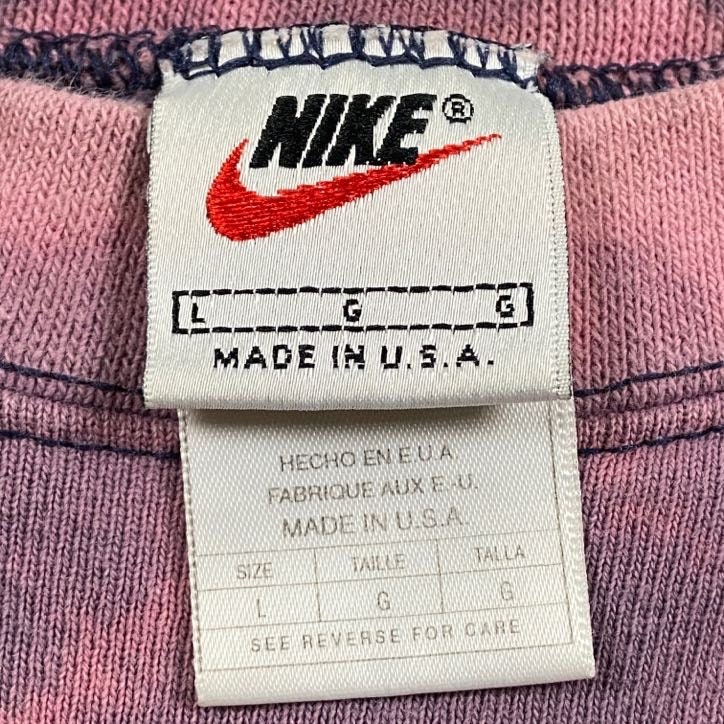 NIKE®
L G G
MADE IN U.S.A.
HECHO EN E.U.A
FABRIQUE AUX E.-U.
MADE IN U.S.A.
SIZE TAILLE TALLA
L G G
SEE REVERSE FOR CARE